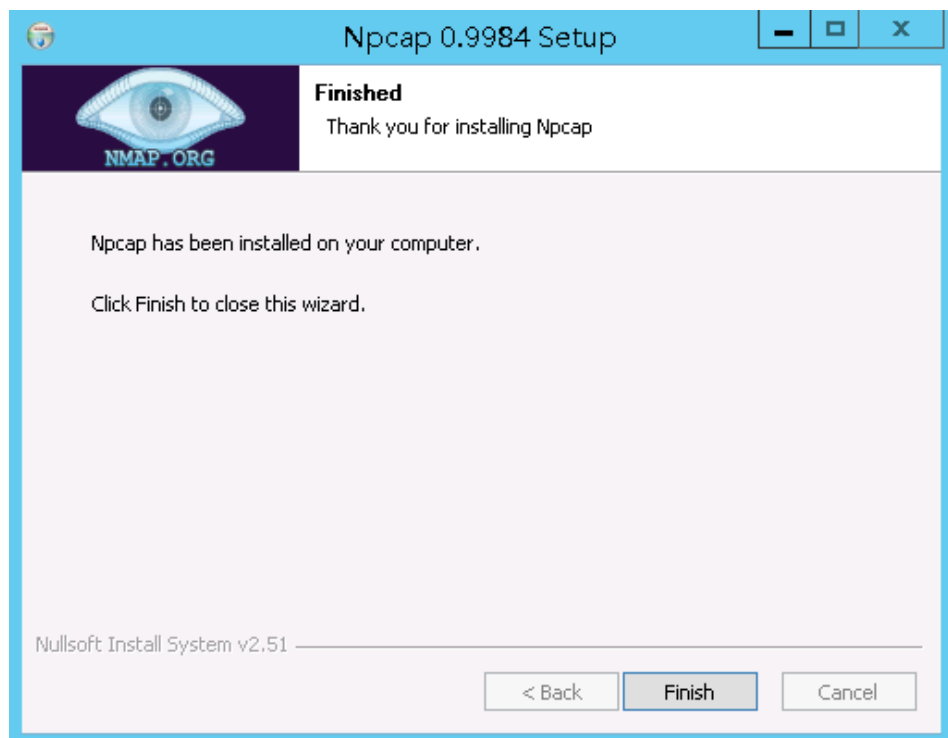 Npcap 0.9984 Setup
NMAP.ORG
Finished
Thank you for installing Npcap
Npcap has been installed on your computer.
Click Finish to close this wizard.
Nullsoft Install System v2.51
< Back
Finish
Cancel